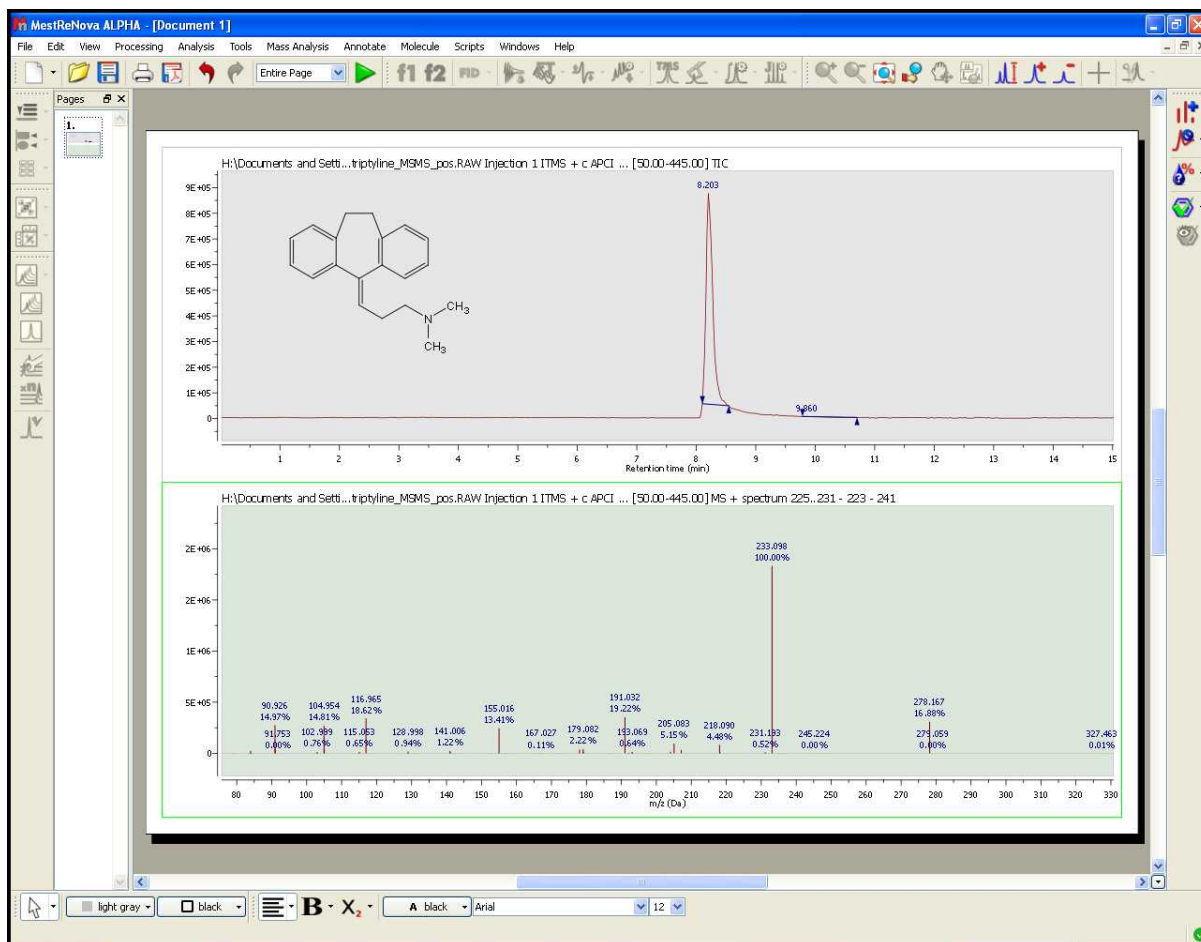 MestReNova ALPHA - [Document 1]
File Edit View Processing Analysis Tools Mass Analysis Annotate Molecule Scripts Windows Help
Entire Page
f1 f2
FID
TMS
Pages
1.
H:\Documents and Setti...triptyline_MSMS_pos.RAW Injection 1 ITMS + c APCI ... [50.00-445.00] TIC
8.203
9E+05
8E+05
7E+05
6E+05
5E+05
4E+05
3E+05
2E+05
1E+05
0
N
CH3
CH3
9.860
1 2 3 4 5 6 7 8 9 10 11 12 13 14 15
Retention time (min)
H:\Documents and Setti...triptyline_MSMS_pos.RAW Injection 1 ITMS + c APCI ... [50.00-445.00] MS + spectrum 225..231 - 223 - 241
2E+06
2E+06
1E+06
5E+05
0
90.926
14.97%
91.753
0.00%
102.999
0.76%
104.954
14.81%
115.053
0.65%
116.965
18.62%
128.998
0.94%
141.006
1.22%
155.016
13.41%
167.027
0.11%
179.082
2.22%
191.032
19.22%
193.069
0.64%
205.083
5.15%
218.090
4.48%
231.193
0.52%
233.098
100.00%
245.224
0.00%
278.167
16.88%
279.059
0.00%
327.463
0.01%
80 90 100 110 120 130 140 150 160 170 180 190 200 210 220 230 240 250 260 270 280 290 300 310 320 330
m/z (Da)
light gray black B X2 A black Arial 12